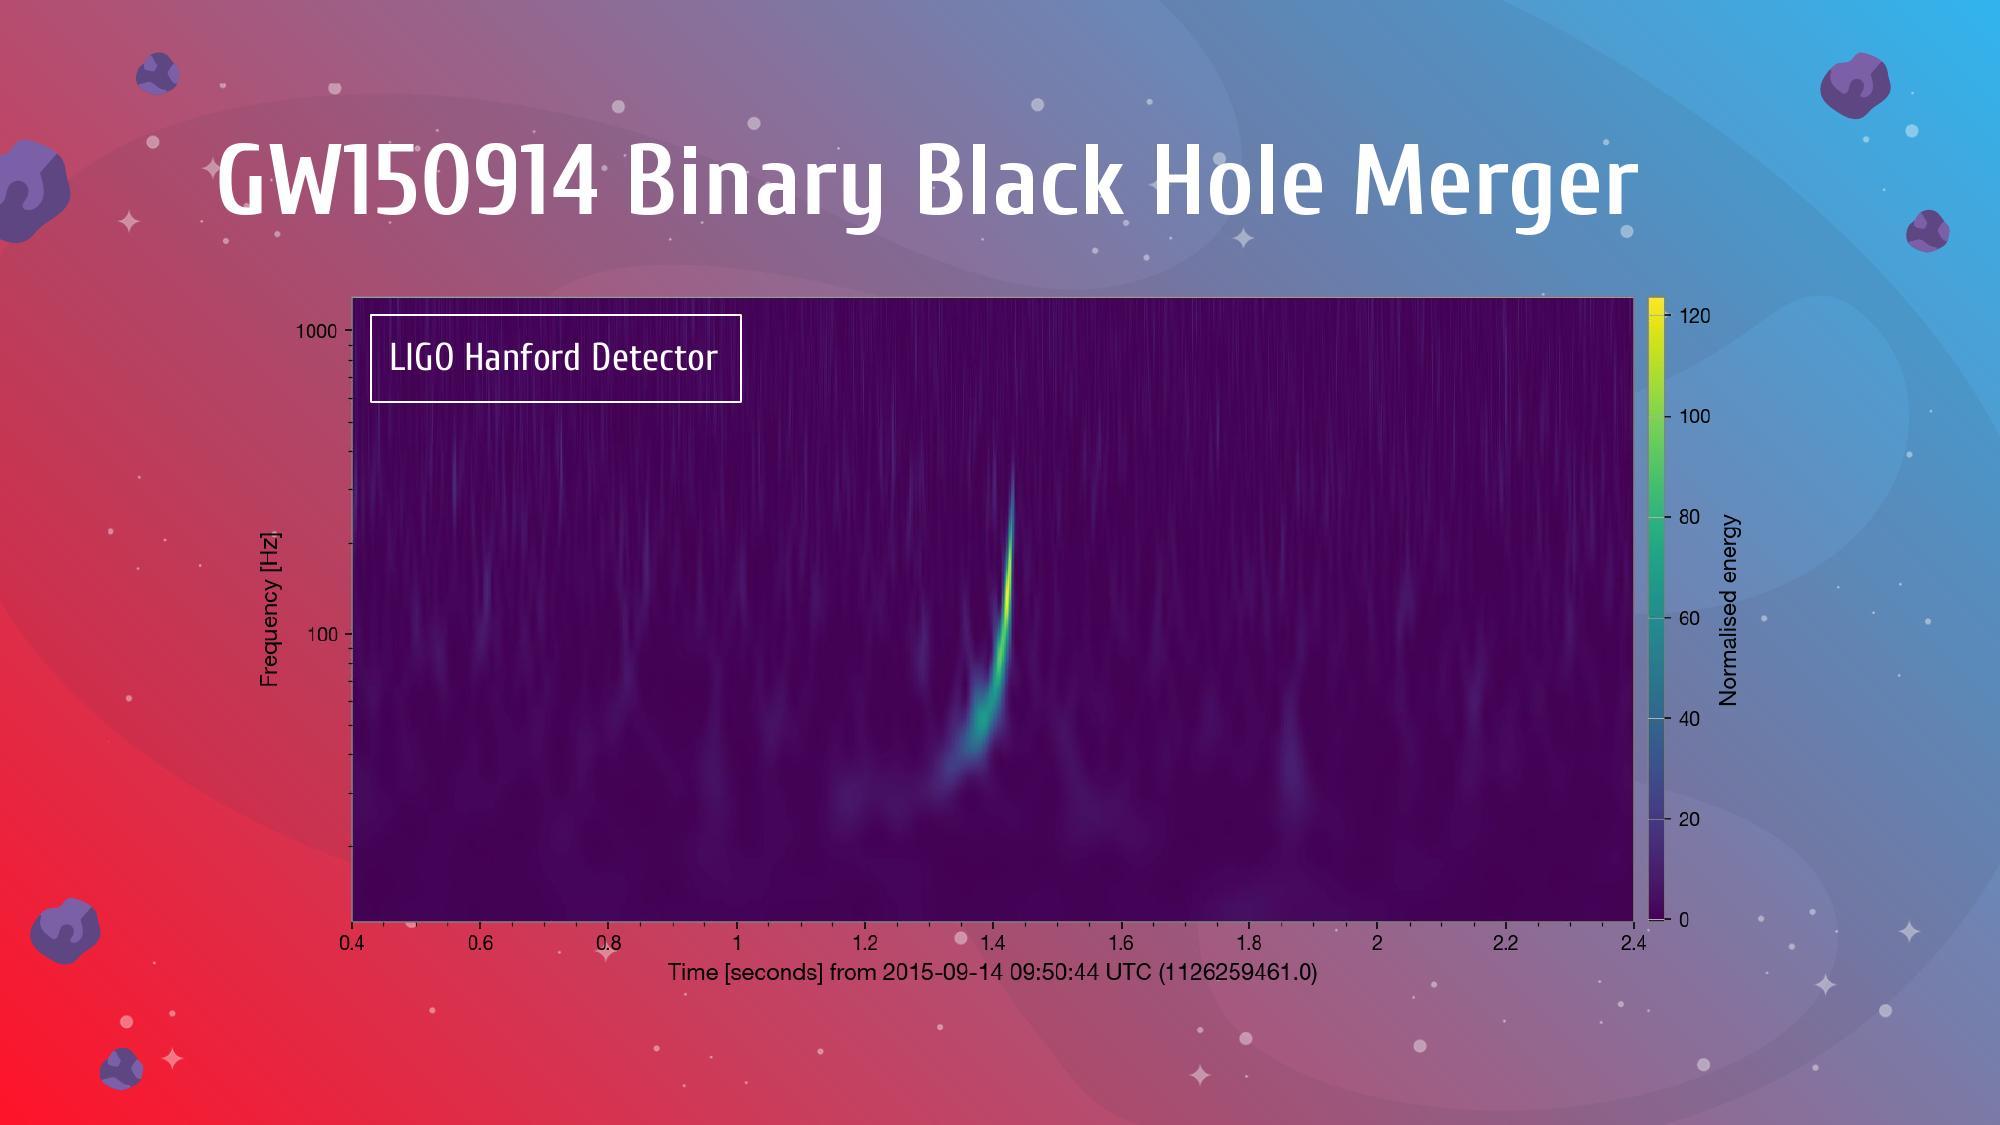 GW150914 Binary Black Hole Merger
LIGO Hanford Detector
1000
100
Frequency [Hz]
0.4 0.6 0.8 1 1.2 1.4 1.6 1.8 2 2.2 2.4
Time [seconds] from 2015-09-14 09:50:44 UTC (1126259461.0)
120
100
80
60
40
20
0
Normalised energy